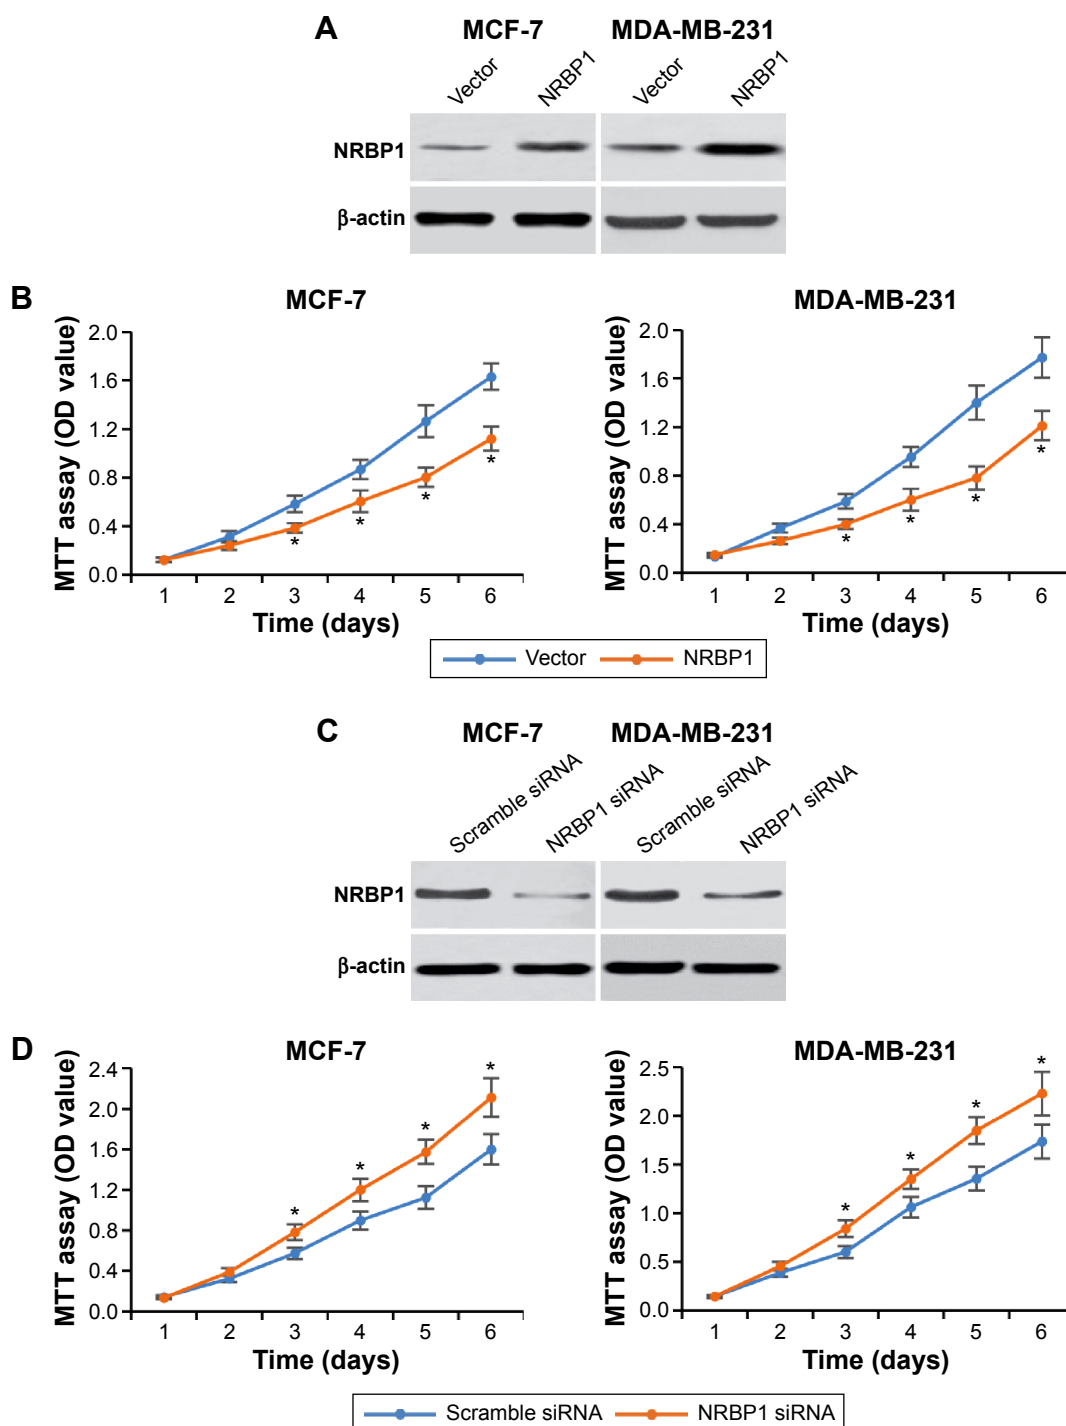 A
MCF-7 MDA-MB-231
Vector NRBP1 Vector NRBP1
NRBP1
β-actin
B
MCF-7
MTT assay (OD value)
2.0
1.6
1.2
0.8
0.4
0.0
* * * *
1 2 3 4 5 6
Time (days)
MDA-MB-231
MTT assay (OD value)
2.0
1.6
1.2
0.8
0.4
0.0
* * * *
1 2 3 4 5 6
Time (days)
Vector NRBP1
C
MCF-7 MDA-MB-231
Scramble siRNA NRBP1 siRNA Scramble siRNA NRBP1 siRNA
NRBP1
β-actin
D
MCF-7
MTT assay (OD value)
2.4
2.0
1.6
1.2
0.8
0.4
0.0
* * * *
1 2 3 4 5 6
Time (days)
MDA-MB-231
MTT assay (OD value)
2.5
2.0
1.5
1.0
0.5
0.0
* * * *
1 2 3 4 5 6
Time (days)
Scramble siRNA NRBP1 siRNA